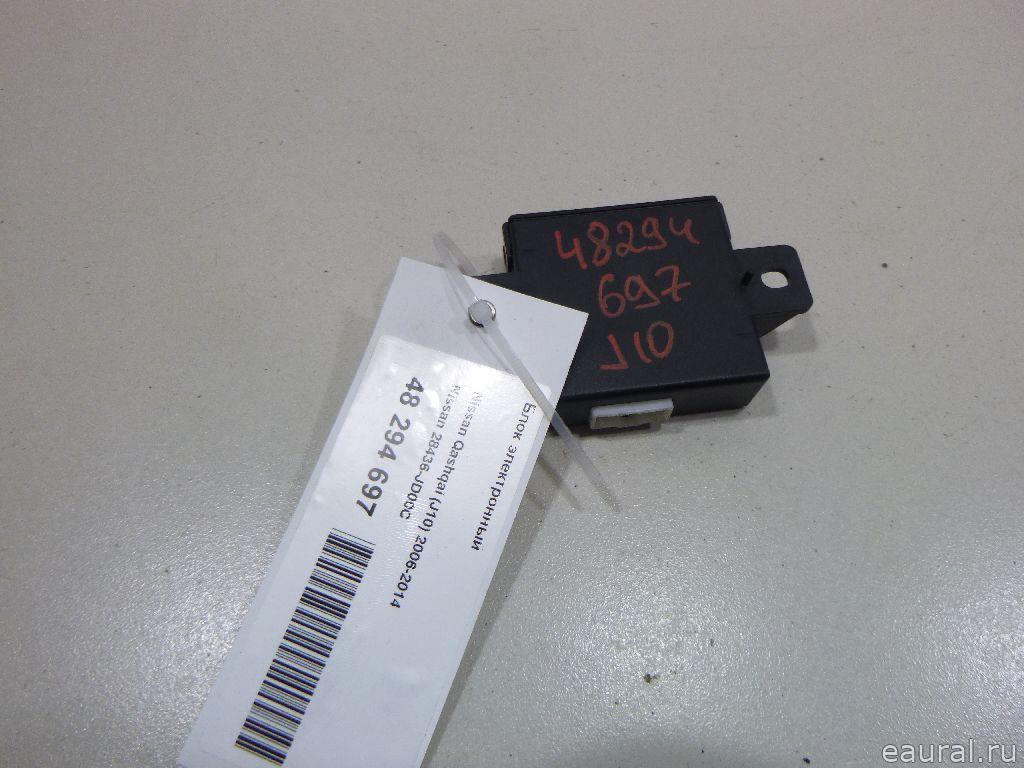 48294
697
J10
Блок электронный
Nissan Qashqai (J10) 2006-2014
Nissan 28436-JD00C
48 294 697
eaural.ru